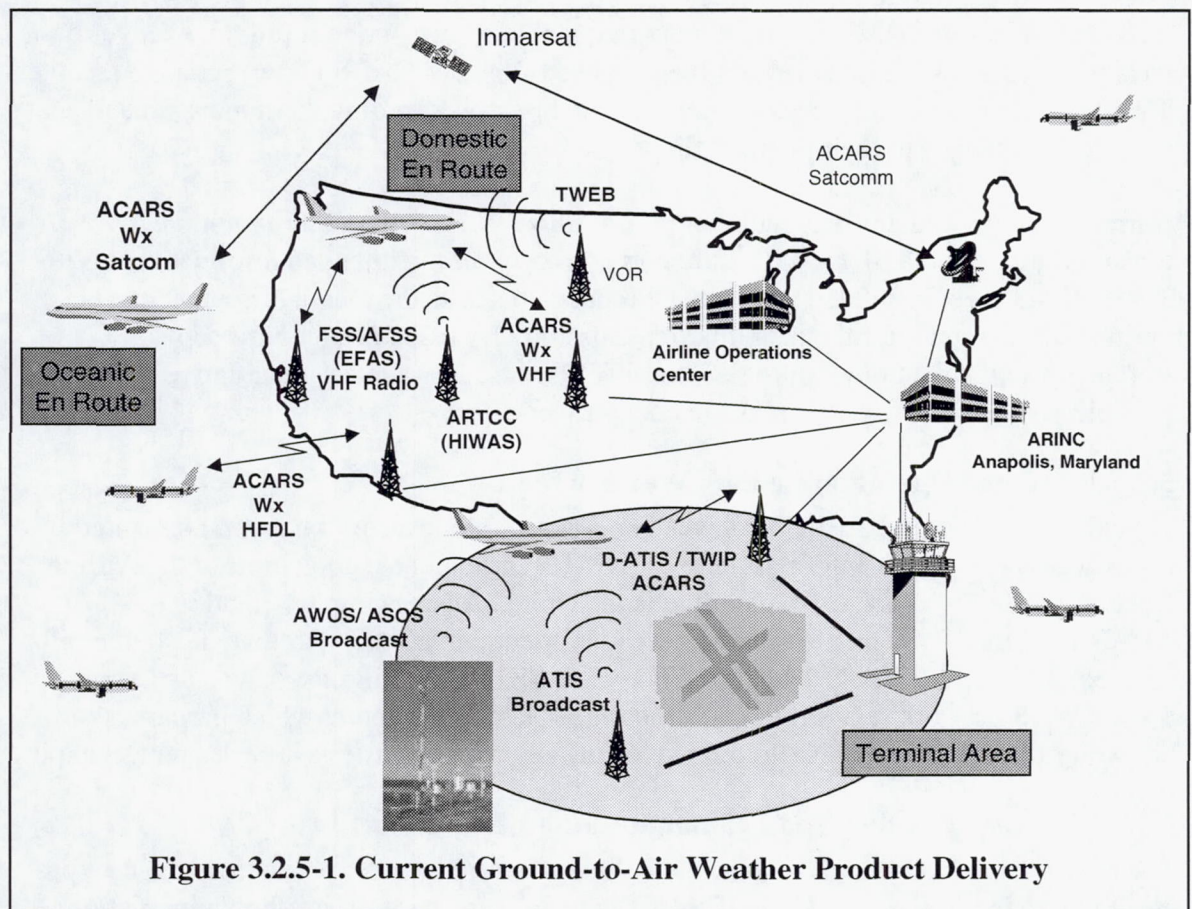 Inmarsat
Domestic
En Route
ACARS
Satcomm
TWEB
ACARS
Wx
Satcom
VOR
FSS/AFSS
(EFAS)
VHF Radio
ACARS
Wx
VHF
Airline Operations
Center
Oceanic
En Route
ARTCC
(HIWAS)
ARINC
Anapolis, Maryland
ACARS
Wx
HFDL
D-ATIS / TWIP
ACARS
AWOS/ ASOS
Broadcast
ATIS
Broadcast
Terminal Area
Figure 3.2.5-1. Current Ground-to-Air Weather Product Delivery